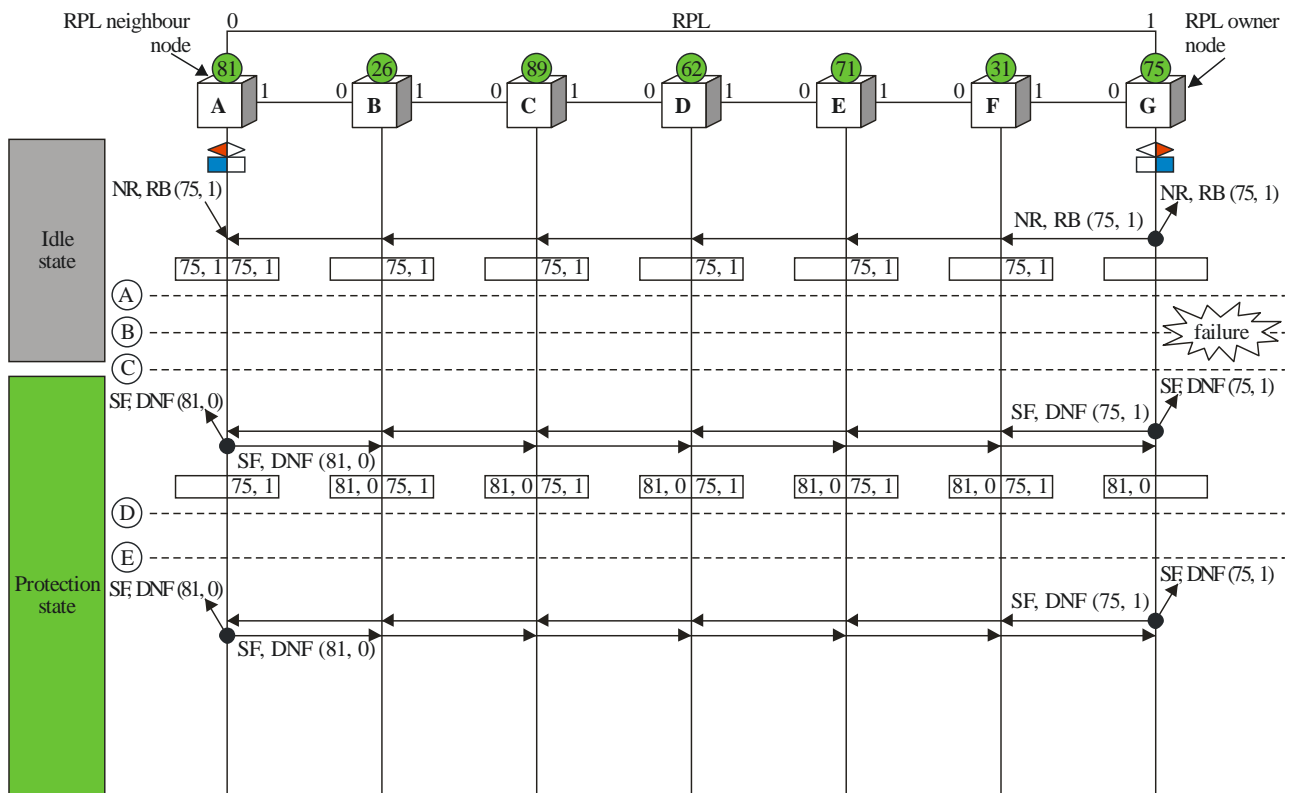 RPL neighbour
node
0
RPL
1
RPL owner
node
81
26
89
62
71
31
75
A
1
0
B
1
0
C
1
0
D
1
0
E
1
0
F
1
0
G
NR, RB (75, 1)
NR, RB (75, 1)
NR, RB (75, 1)
Idle
state
75, 1 75, 1
75, 1
75, 1
75, 1
75, 1
75, 1
A
B
failure
C
SF, DNF (81, 0)
SF, DNF (75, 1)
SF, DNF (75, 1)
SF, DNF (81, 0)
75, 1
81, 0 75, 1
81, 0 75, 1
81, 0 75, 1
81, 0 75, 1
81, 0 75, 1
81, 0
D
E
Protection
state
SF, DNF (81, 0)
SF, DNF (75, 1)
SF, DNF (75, 1)
SF, DNF (81, 0)